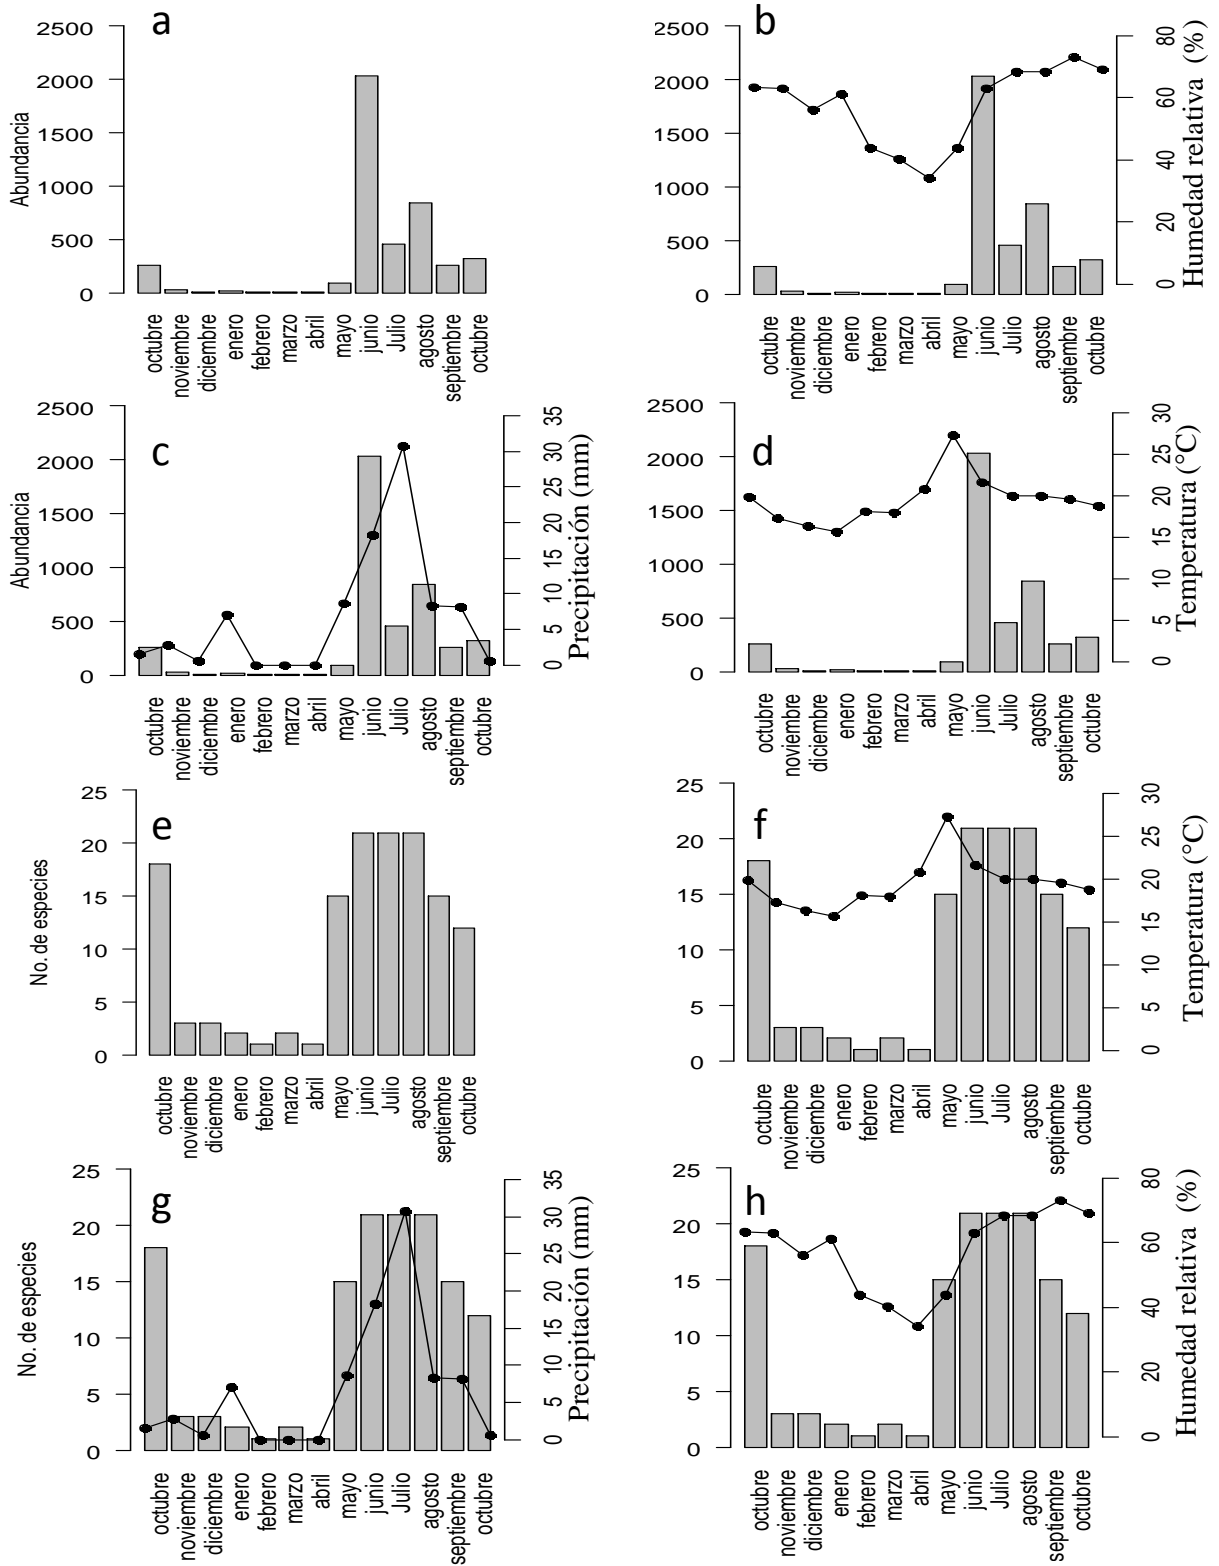 a
2500
2000
1500
1000
500
0
Abundancia
octubre
noviembre
diciembre
enero
febrero
marzo
abril
mayo
junio
Julio
agosto
septiembre
octubre
b
2500
2000
1500
1000
500
0
80
60
40
20
0
Humedad relativa (%)
octubre
noviembre
diciembre
enero
febrero
marzo
abril
mayo
junio
Julio
agosto
septiembre
octubre
c
2500
2000
1500
1000
500
0
Abundancia
35
30
25
20
15
10
5
0
Precipitación (mm)
octubre
noviembre
diciembre
enero
febrero
marzo
abril
mayo
junio
Julio
agosto
septiembre
octubre
d
2500
2000
1500
1000
500
0
30
25
20
15
10
5
0
Temperatura (°C)
octubre
noviembre
diciembre
enero
febrero
marzo
abril
mayo
junio
Julio
agosto
septiembre
octubre
e
25
20
15
10
5
0
No. de especies
octubre
noviembre
diciembre
enero
febrero
marzo
abril
mayo
junio
Julio
agosto
septiembre
octubre
f
25
20
15
10
5
0
30
25
20
15
10
5
0
Temperatura (°C)
octubre
noviembre
diciembre
enero
febrero
marzo
abril
mayo
junio
Julio
agosto
septiembre
octubre
g
25
20
15
10
5
0
No. de especies
35
30
25
20
15
10
5
0
Precipitación (mm)
octubre
noviembre
diciembre
enero
febrero
marzo
abril
mayo
junio
Julio
agosto
septiembre
octubre
h
25
20
15
10
5
0
80
60
40
20
0
Humedad relativa (%)
octubre
noviembre
diciembre
enero
febrero
marzo
abril
mayo
junio
Julio
agosto
septiembre
octubre